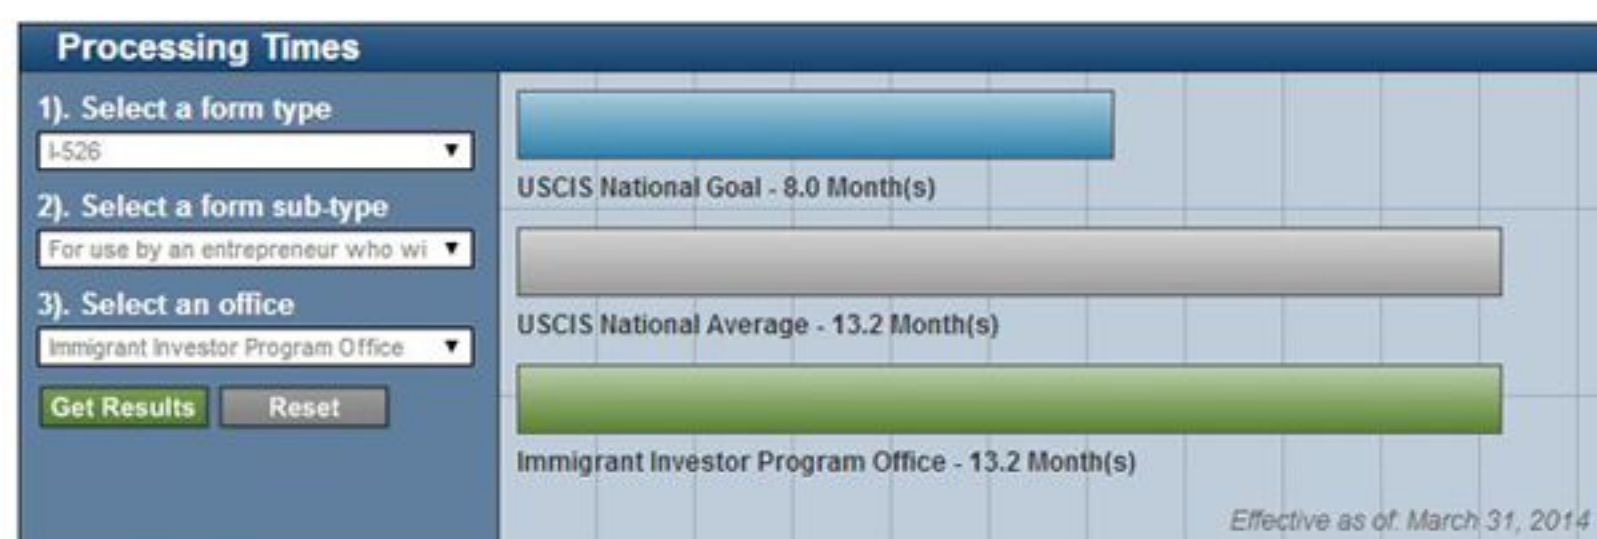 Processing Times
1). Select a form type
I-526
2). Select a form sub-type
For use by an entrepreneur who wi
3). Select an office
Immigrant Investor Program Office
Get Results
Reset
USCIS National Goal - 8.0 Month(s)
USCIS National Average - 13.2 Month(s)
Immigrant Investor Program Office - 13.2 Month(s)
Effective as of: March 31, 2014